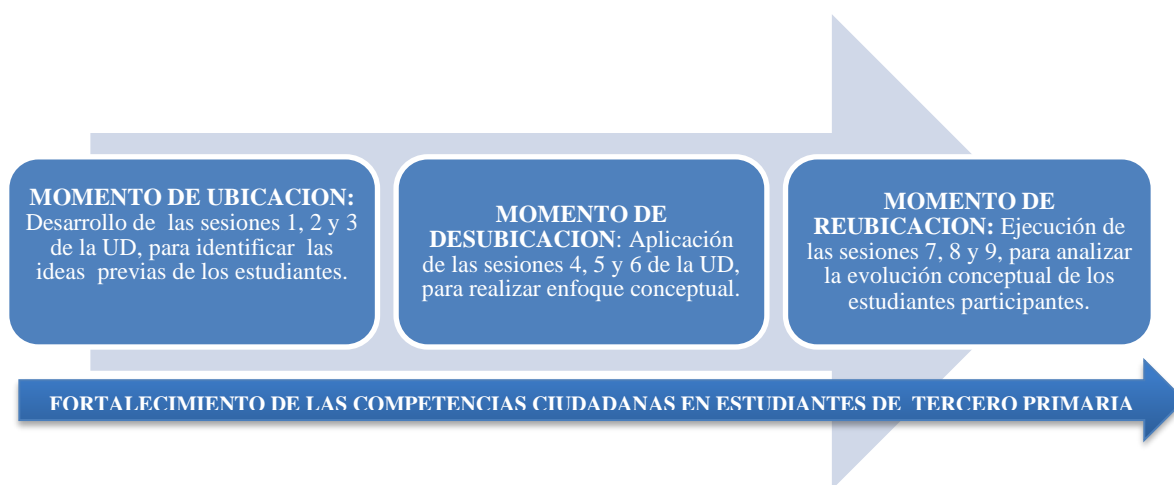 MOMENTO DE UBICACION:
Desarrollo de las sesiones 1, 2 y 3
de la UD, para identificar las
ideas previas de los estudiantes.
MOMENTO DE
DESUBICACION: Aplicación
de las sesiones 4, 5 y 6 de la UD,
para realizar enfoque conceptual.
MOMENTO DE
REUBICACION: Ejecución de
las sesiones 7, 8 y 9, para analizar
la evolución conceptual de los
estudiantes participantes.
FORTALECIMIENTO DE LAS COMPETENCIAS CIUDADANAS EN ESTUDIANTES DE TERCERO PRIMARIA